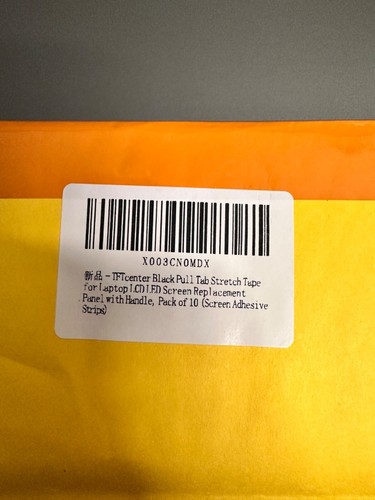 X003CN0MDX
新品 - TFTcenter Black Pull Tab Stretch Tape
for Laptop LCD LED Screen Replacement
Panel with Handle, Pack of 10 (Screen Adhesive
Strips)